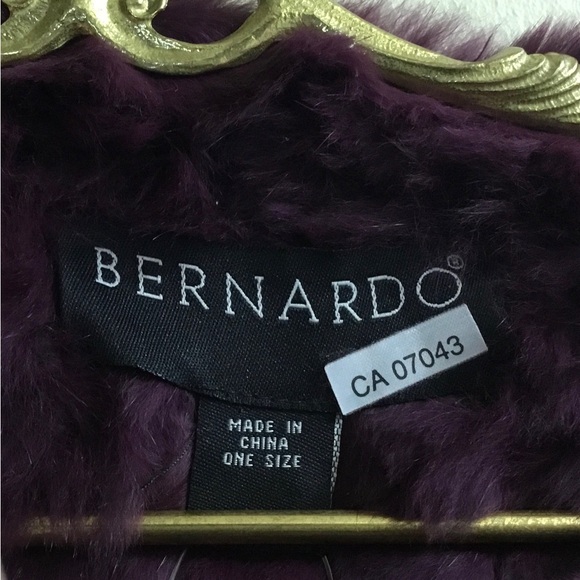 BERNARDO®
CA 07043
MADE IN
CHINA
ONE SIZE